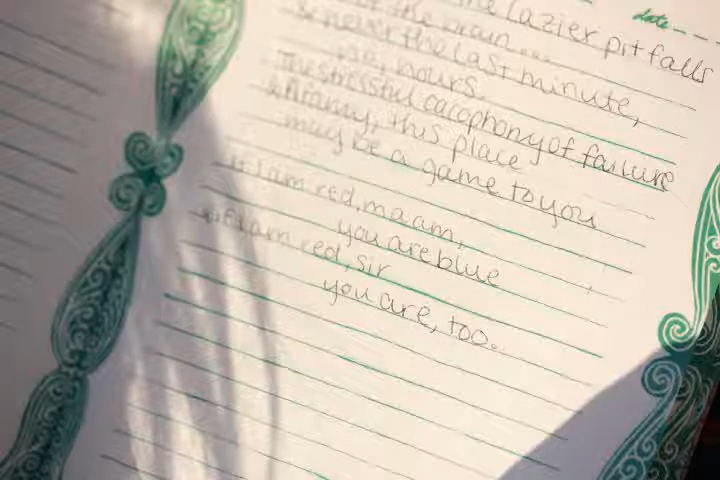 date
the lazier pitfalls
of the brain...
never the last minute,
hours
The stressful cacophony of failure
this place
may be a game to you
if I am red, ma'am,
you are blue
if I am red, sir
you are, too.